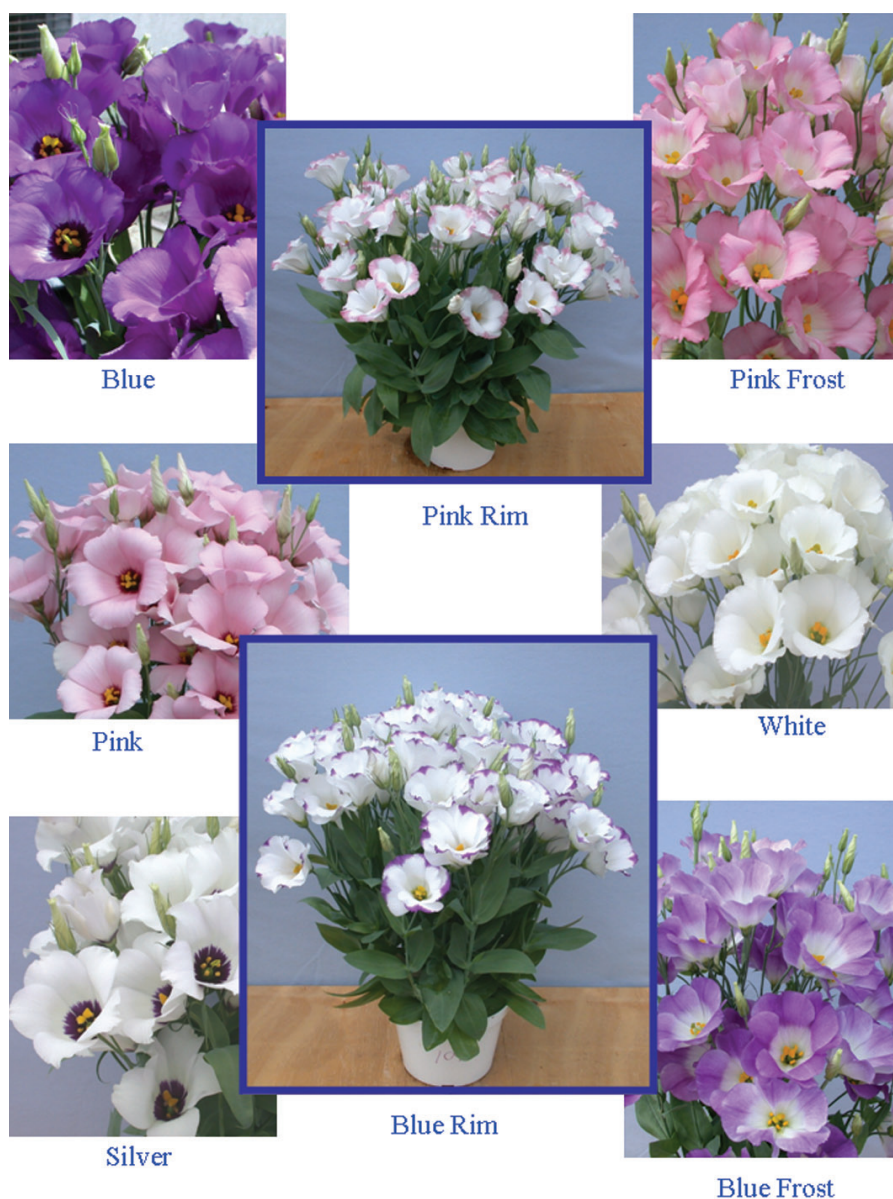 Blue
Pink Frost
Pink Rim
Pink
White
Blue Rim
Silver
Blue Frost